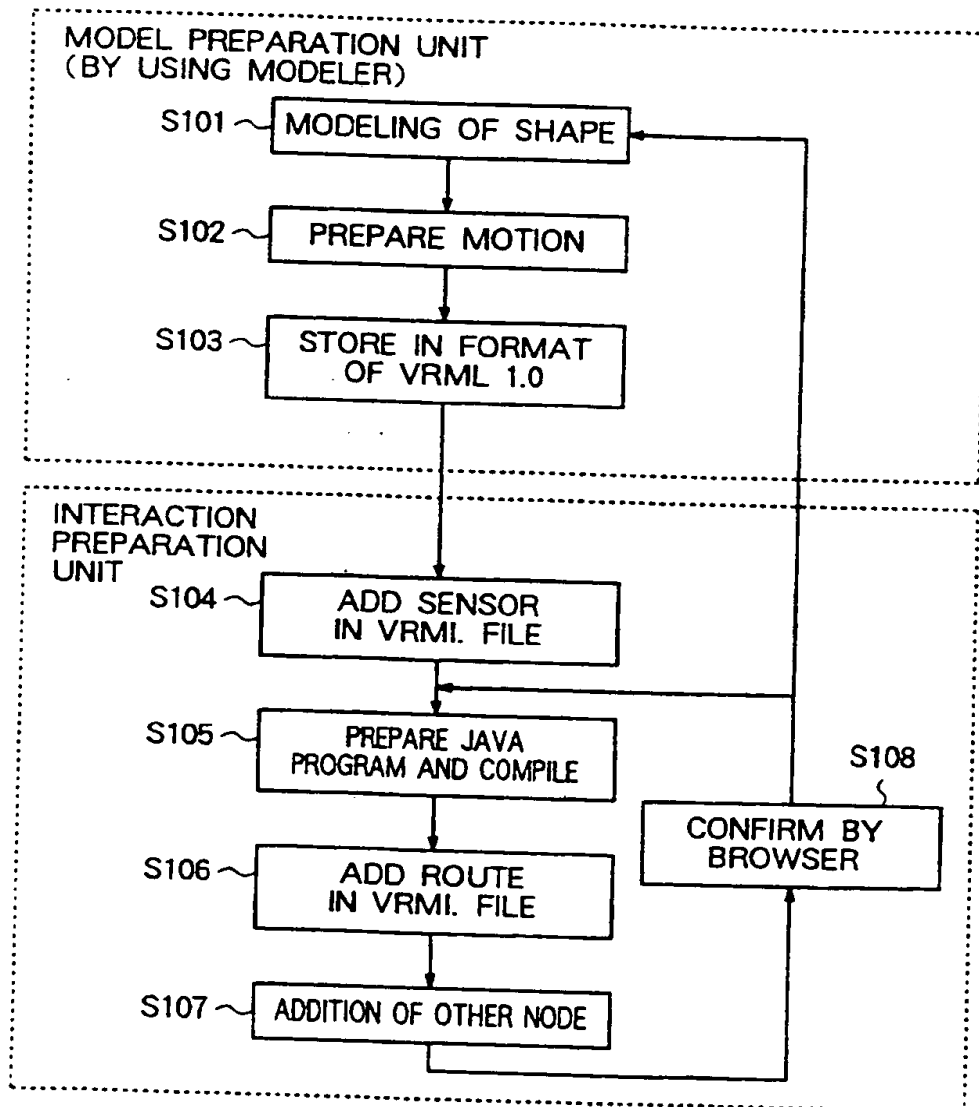 MODEL PREPARATION UNIT
(BY USING MODELER)
S101
MODELING OF SHAPE
S102
PREPARE MOTION
S103
STORE IN FORMAT
OF VRML 1.0
INTERACTION
PREPARATION
UNIT
S104
ADD SENSOR
IN VRMI. FILE
S105
PREPARE JAVA
PROGRAM AND COMPILE
S108
CONFIRM BY
BROWSER
S106
ADD ROUTE
IN VRMI. FILE
S107
ADDITION OF OTHER NODE